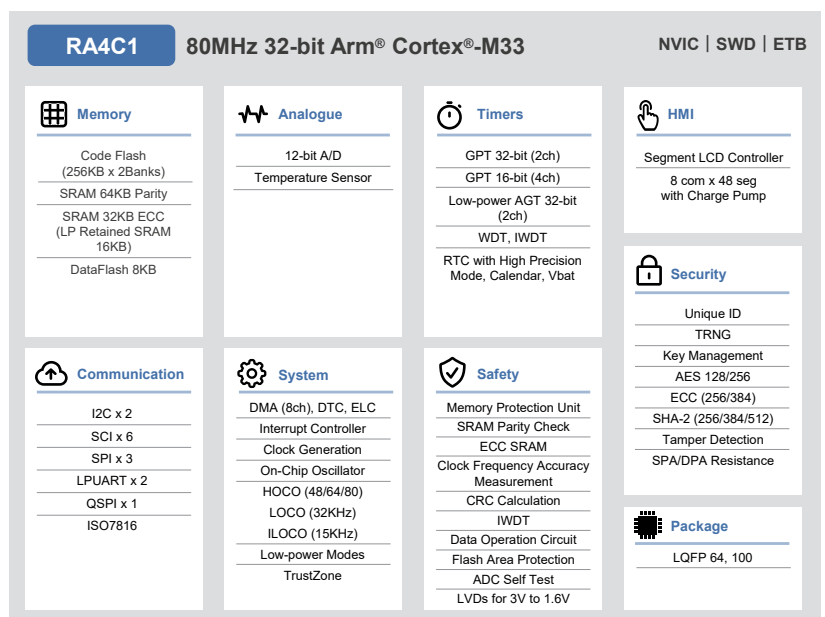 RA4C1
80MHz 32-bit Arm® Cortex®-M33
NVIC | SWD | ETB
Memory
Code Flash
(256KB x 2Banks)
SRAM 64KB Parity
SRAM 32KB ECC
(LP Retained SRAM
16KB)
DataFlash 8KB
Analogue
12-bit A/D
Temperature Sensor
Timers
GPT 32-bit (2ch)
GPT 16-bit (4ch)
Low-power AGT 32-bit
(2ch)
WDT, IWDT
RTC with High Precision
Mode, Calendar, Vbat
HMI
Segment LCD Controller
8 com x 48 seg
with Charge Pump
Security
Unique ID
TRNG
Key Management
AES 128/256
ECC (256/384)
SHA-2 (256/384/512)
Tamper Detection
SPA/DPA Resistance
Communication
I2C x 2
SCI x 6
SPI x 3
LPUART x 2
QSPI x 1
ISO7816
System
DMA (8ch), DTC, ELC
Interrupt Controller
Clock Generation
On-Chip Oscillator
HOCO (48/64/80)
LOCO (32KHz)
ILOCO (15KHz)
Low-power Modes
TrustZone
Safety
Memory Protection Unit
SRAM Parity Check
ECC SRAM
Clock Frequency Accuracy
Measurement
CRC Calculation
IWDT
Data Operation Circuit
Flash Area Protection
ADC Self Test
LVDs for 3V to 1.6V
Package
LQFP 64, 100